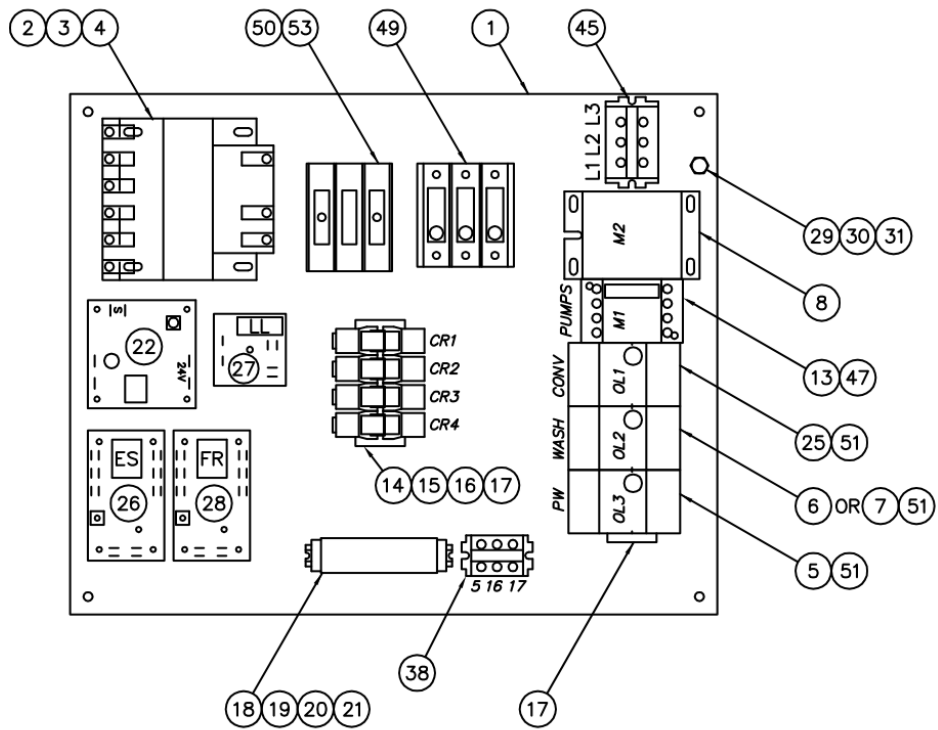 2 3 4 50 53 49 1 45
L1 L2 L3
29 30 31
M2
8
PUMPS M1
13 47
S
22
24V
LL
27
CR1
CR2
CR3
CR4
CONV OL1
25 51
WASH OL2
6 OR 7 51
PW OL3
5 51
ES
26
FR
28
14 15 16 17
5 16 17
38
18 19 20 21
17